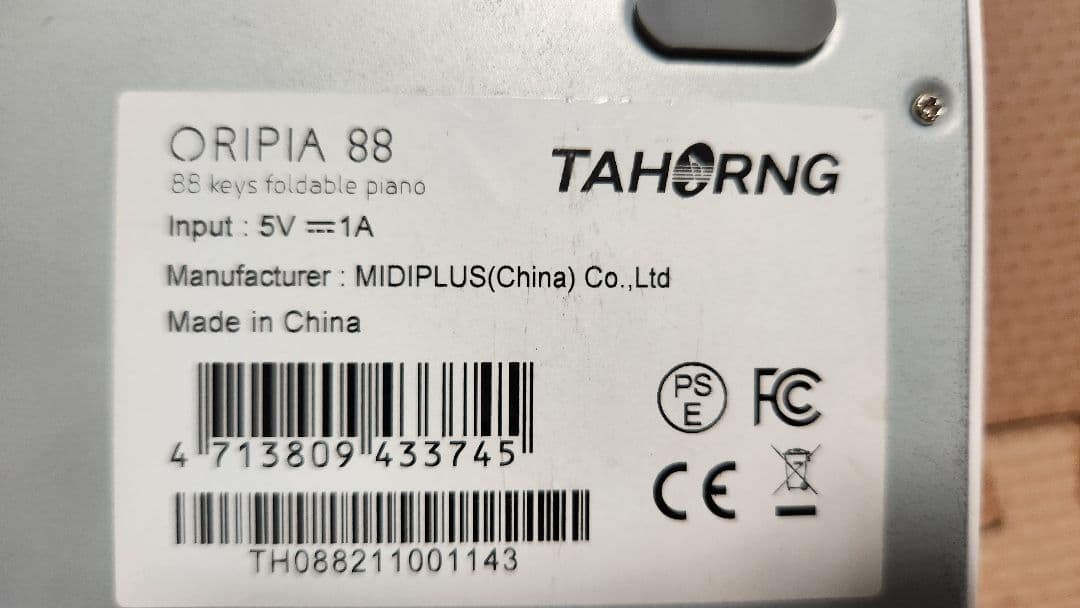 ORIPIA 88
88 keys foldable piano
TAHORNG
Input : 5V ⎓ 1A
Manufacturer : MIDIPLUS(China) Co.,Ltd
Made in China
4 713809 433745
TH088211001143
PS
E
FC
CE